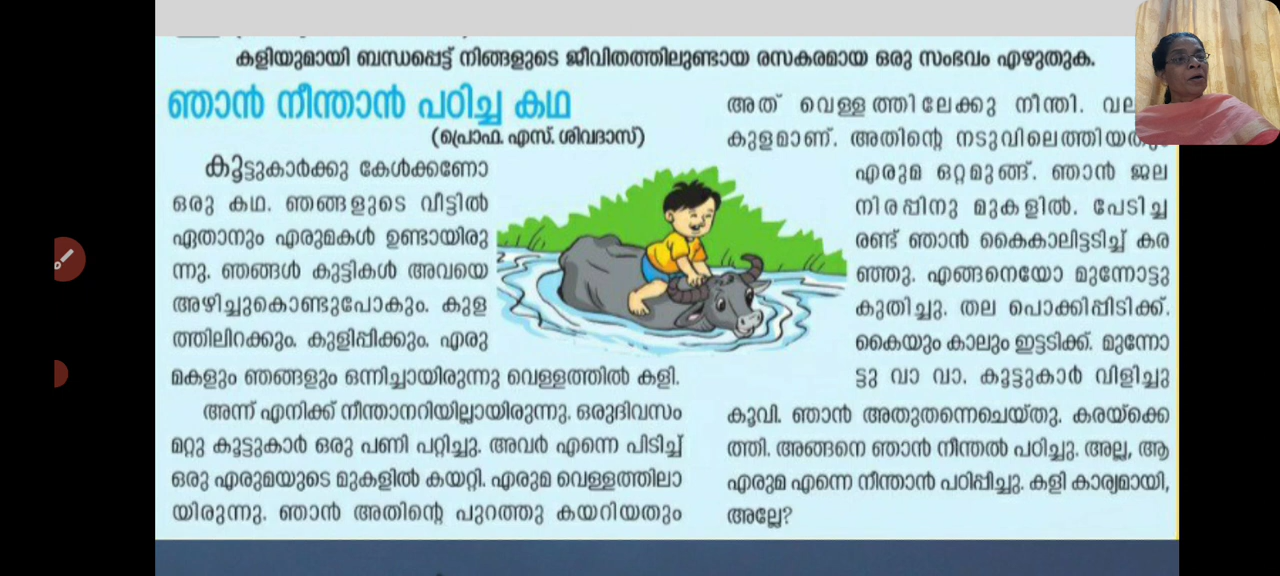 കളിയുമായി ബന്ധപ്പെട്ട് നിങ്ങളുടെ ജീവിതത്തിലുണ്ടായ രസകരമായ ഒരു സംഭവം എഴുതുക.
ഞാൻ നീന്താൻ പഠിച്ച കഥ
(പ്രൊഫ. എസ്. ശിവദാസ്)
കൂട്ടുകാർക്കു കേൾക്കണോ
ഒരു കഥ. ഞങ്ങളുടെ വീട്ടിൽ
ഏതാനും എരുമകൾ ഉണ്ടായിരു
ന്നു. ഞങ്ങൾ കുട്ടികൾ അവയെ
അഴിച്ചുകൊണ്ടുപോകും. കുള
ത്തിലിറക്കും. കുളിപ്പിക്കും. എരു
മകളും ഞങ്ങളും ഒന്നിച്ചായിരുന്നു വെള്ളത്തിൽ കളി.
അന്ന് എനിക്ക് നീന്താനറിയില്ലായിരുന്നു. ഒരുദിവസം
മറ്റു കൂട്ടുകാർ ഒരു പണി പറ്റിച്ചു. അവർ എന്നെ പിടിച്ച്
ഒരു എരുമയുടെ മുകളിൽ കയറ്റി. എരുമ വെള്ളത്തിലാ
യിരുന്നു. ഞാൻ അതിന്റെ പുറത്തു കയറിയതും
അത് വെള്ളത്തിലേക്കു നീന്തി.
കുളമാണ്. അതിന്റെ
എരുമ ഒറ്റമുങ്ങ്. ഞാൻ ജല
നിരപ്പിനു മുകളിൽ. പേടിച്ച
രണ്ട് ഞാൻ കൈകാലിട്ടടിച്ച് കര
ഞ്ഞു. എങ്ങനെയോ മുന്നോട്ടു
കുതിച്ചു. തല പൊക്കിപ്പിടിക്ക്.
കൈയും കാലും ഇട്ടടിക്ക്. മുന്നോ
ട്ടു വാ വാ. കൂട്ടുകാർ വിളിച്ചു
കൂവി. ഞാൻ അതുതന്നെചെയ്തു. കരയ്ക്കെ
ത്തി. അങ്ങനെ ഞാൻ നീന്തൽ പഠിച്ചു. അല്ല, ആ
എരുമ എന്നെ നീന്താൻ പഠിപ്പിച്ചു. കളി കാര്യമായി,
അല്ലേ?